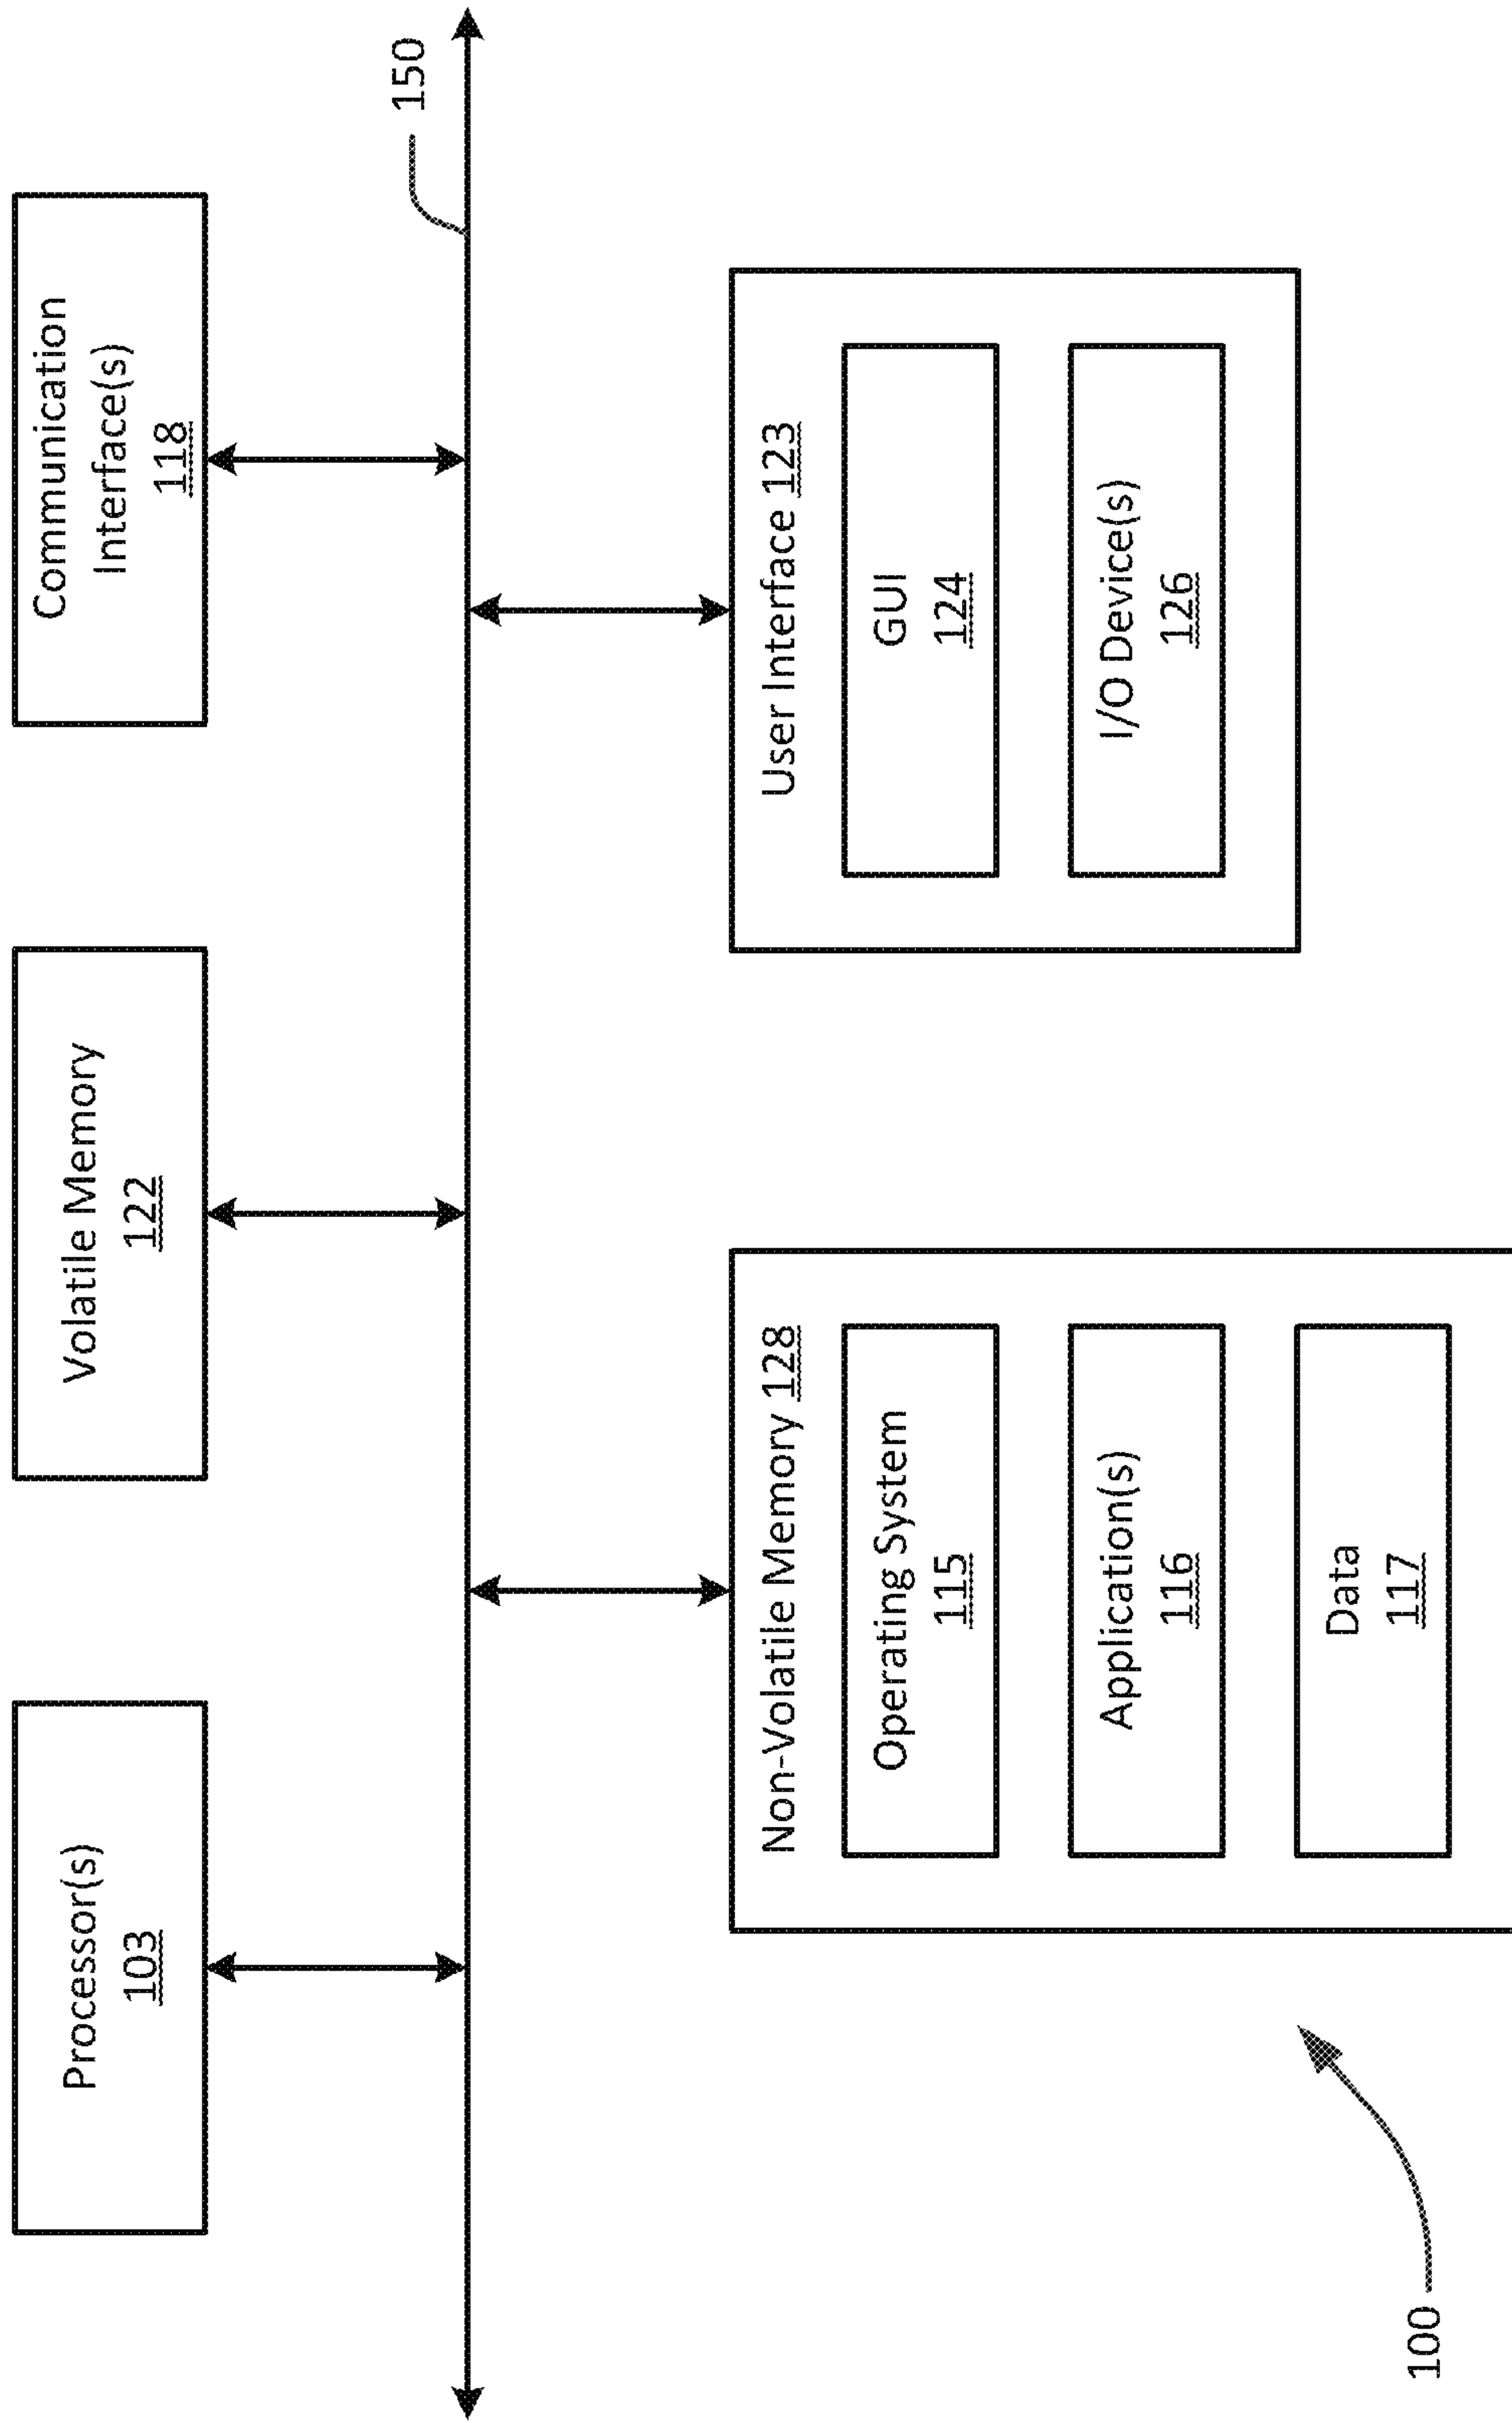 Processor(s)
103
Volatile Memory
122
Communication
Interface(s)
118
150
Non-Volatile Memory 128
Operating System
115
Application(s)
116
Data
117
User Interface 123
GUI
124
I/O Device(s)
126
100